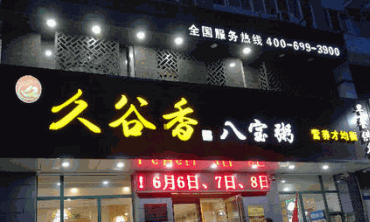 全国服务热线 400-699-3900
久谷香 八宝粥 营养才均衡
!6月6日、7日、8日